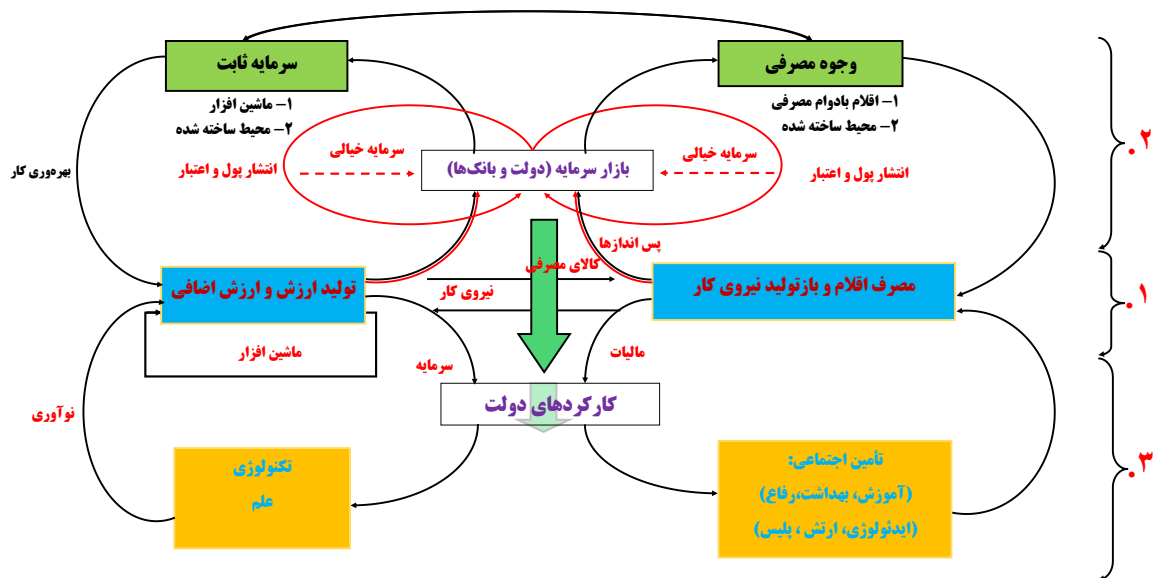 وجوه مصرفی
سرمایه ثابت
۱- اقلام بادوام مصرفی
۲- محیط ساخته شده
۱- ماشین افزار
۲- محیط ساخته شده
۲.
سرمایه خیالی
سرمایه خیالی
بازار سرمایه (دولت و بانک‌ها)
انتشار پول و اعتبار
انتشار پول و اعتبار
بهره‌وری کار
پس اندازها
کالای مصرفی
مصرف اقلام و بازتولید نیروی کار
تولید ارزش و ارزش اضافی
نیروی کار
۱.
مالیات
ماشین افزار
سرمایه
کارکردهای دولت
نوآوری
تأمین اجتماعی:
(آموزش، بهداشت،رفاع)
(ایدئولوژی، ارتش ، پلیس)
تکنولوژی
علم
۳.